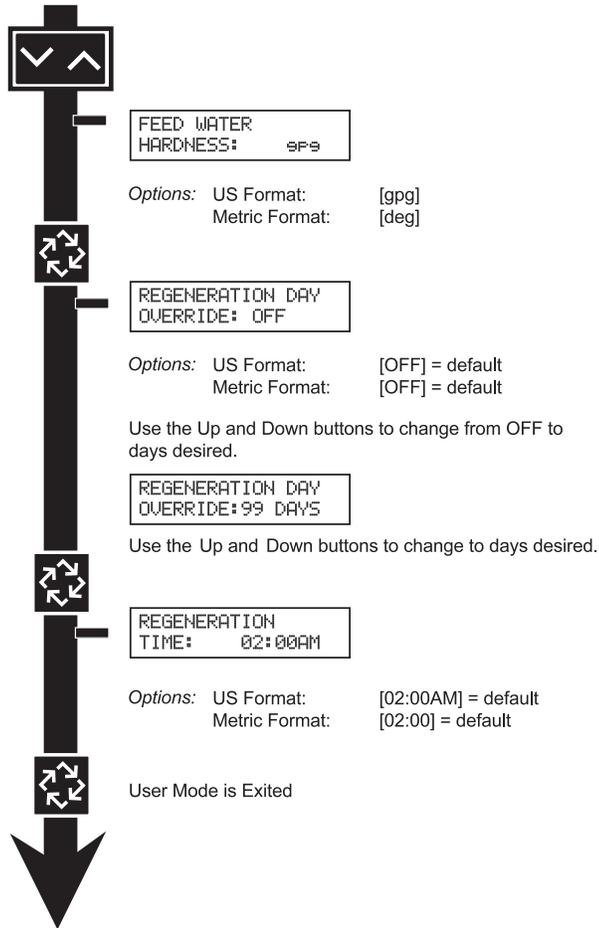 FEED WATER
HARDNESS: gpg
Options: US Format: [gpg]
Metric Format: [deg]
REGENERATION DAY
OVERRIDE: OFF
Options: US Format: [OFF] = default
Metric Format: [OFF] = default
Use the Up and Down buttons to change from OFF to
days desired.
REGENERATION DAY
OVERRIDE:99 DAYS
Use the Up and Down buttons to change to days desired.
REGENERATION
TIME: 02:00AM
Options: US Format: [02:00AM] = default
Metric Format: [02:00] = default
User Mode is Exited